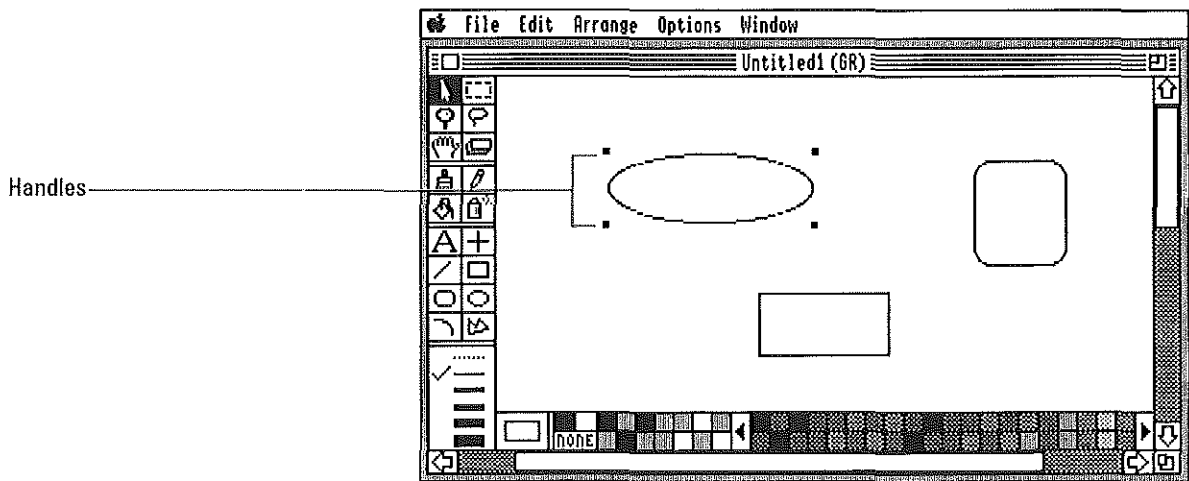 File Edit Arrange Options Window
Untitled1 (GR)
Handles
A
nonE